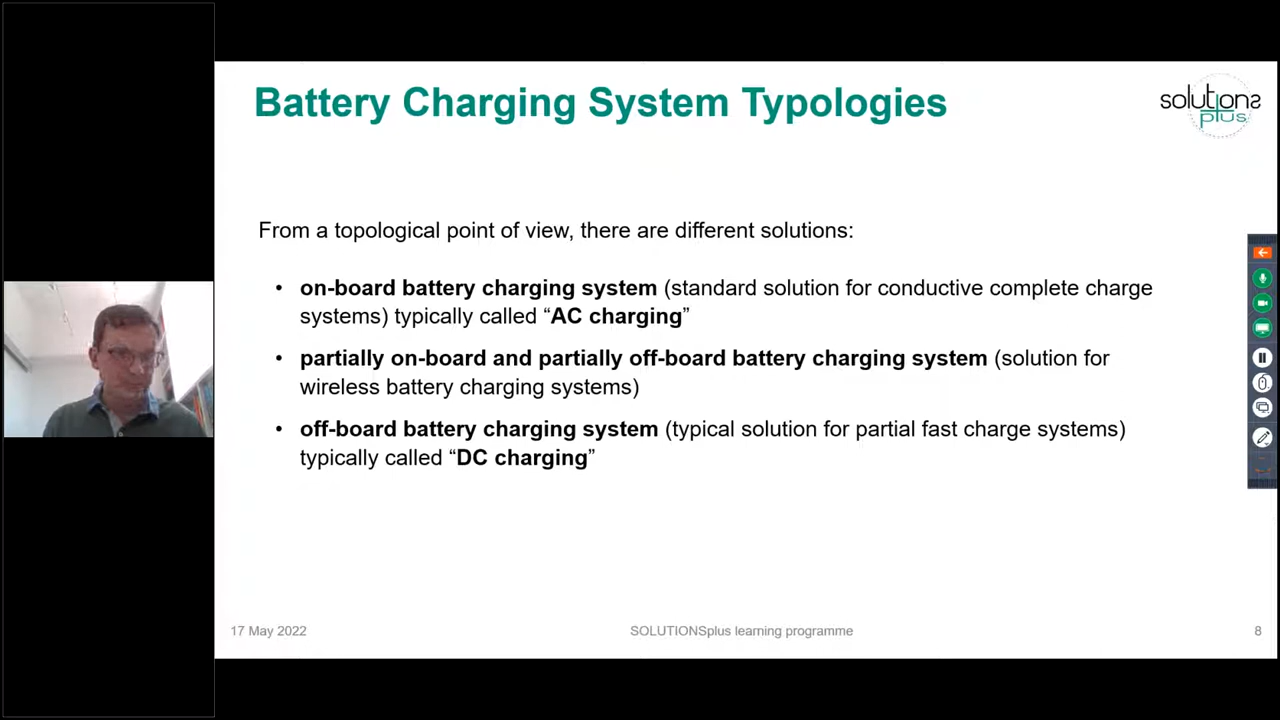 Battery Charging System Typologies
solutions
plus
From a topological point of view, there are different solutions:
• on-board battery charging system (standard solution for conductive complete charge
systems) typically called “AC charging”
• partially on-board and partially off-board battery charging system (solution for
wireless battery charging systems)
• off-board battery charging system (typical solution for partial fast charge systems)
typically called “DC charging”
17 May 2022
SOLUTIONSplus learning programme
8